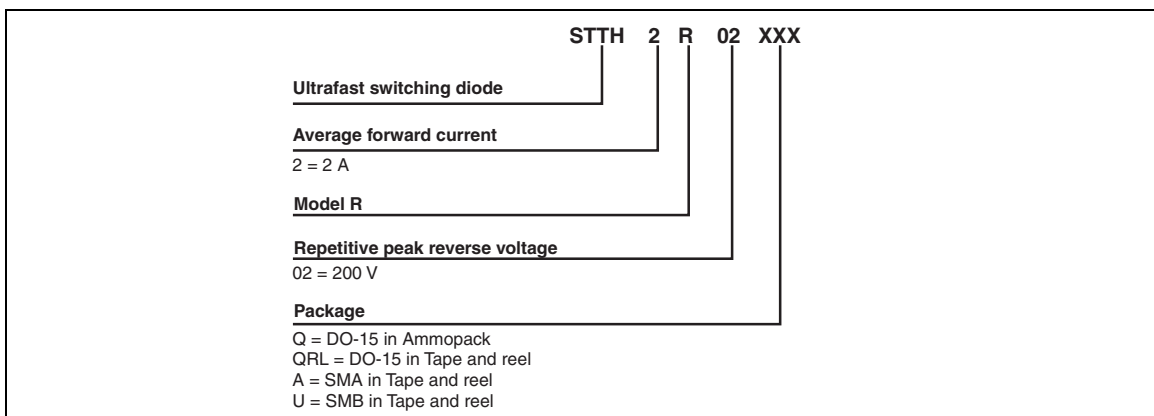 STTH 2 R 02 XXX
Ultrafast switching diode
Average forward current
2 = 2 A
Model R
Repetitive peak reverse voltage
02 = 200 V
Package
Q = DO-15 in Ammopack
QRL = DO-15 in Tape and reel
A = SMA in Tape and reel
U = SMB in Tape and reel